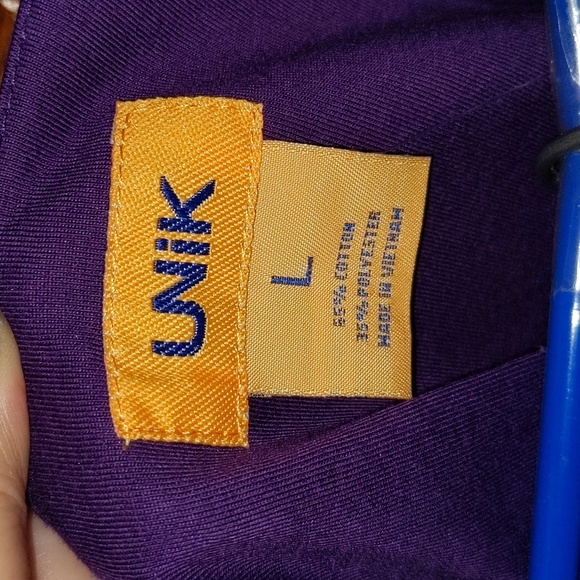 UNiK
L
65% COTTON
35% POLYESTER
MADE IN VIETNAM